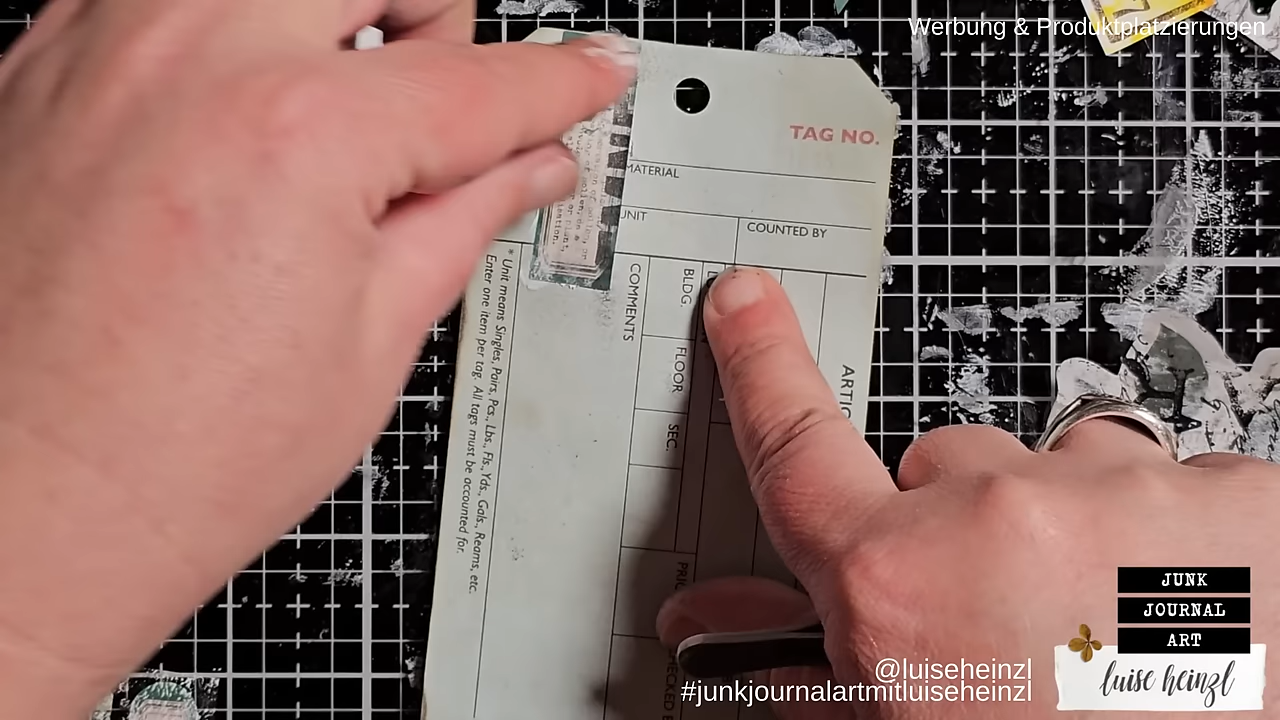 Werbung & Produktplatzierungen
TAG NO.
MATERIAL
UNIT
COUNTED BY
* Unit means Singles, Pairs, Pcs., Lbs., Fls., Yds., Gals., Reams, etc.
Enter one item per tag. All tags must be accounted for.
COMMENTS
BLDG.
FLOOR
SEC.
JUNK
JOURNAL
ART
luise heinzl
@luiseheinzl
#junkjournalartmitluiseheinzl